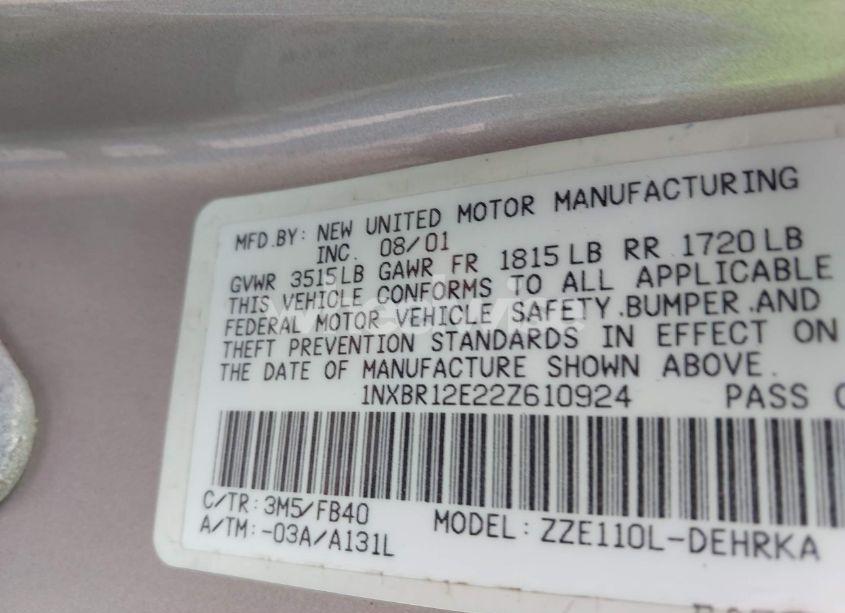 MFD.BY: NEW UNITED MOTOR MANUFACTURING
INC. 08/01
GVWR 3515LB GAWR FR 1815 LB RR 1720 LB
THIS VEHICLE CONFORMS TO ALL APPLICABLE
FEDERAL MOTOR VEHICLE SAFETY,BUMPER,AND
THEFT PREVENTION STANDARDS IN EFFECT ON
THE DATE OF MANUFACTURE SHOWN ABOVE.
1NXBR12E22Z610924 PASS
C/TR: 3M5/FB40
A/TM: -03A/A131L MODEL: ZZE110L-DEHRKA